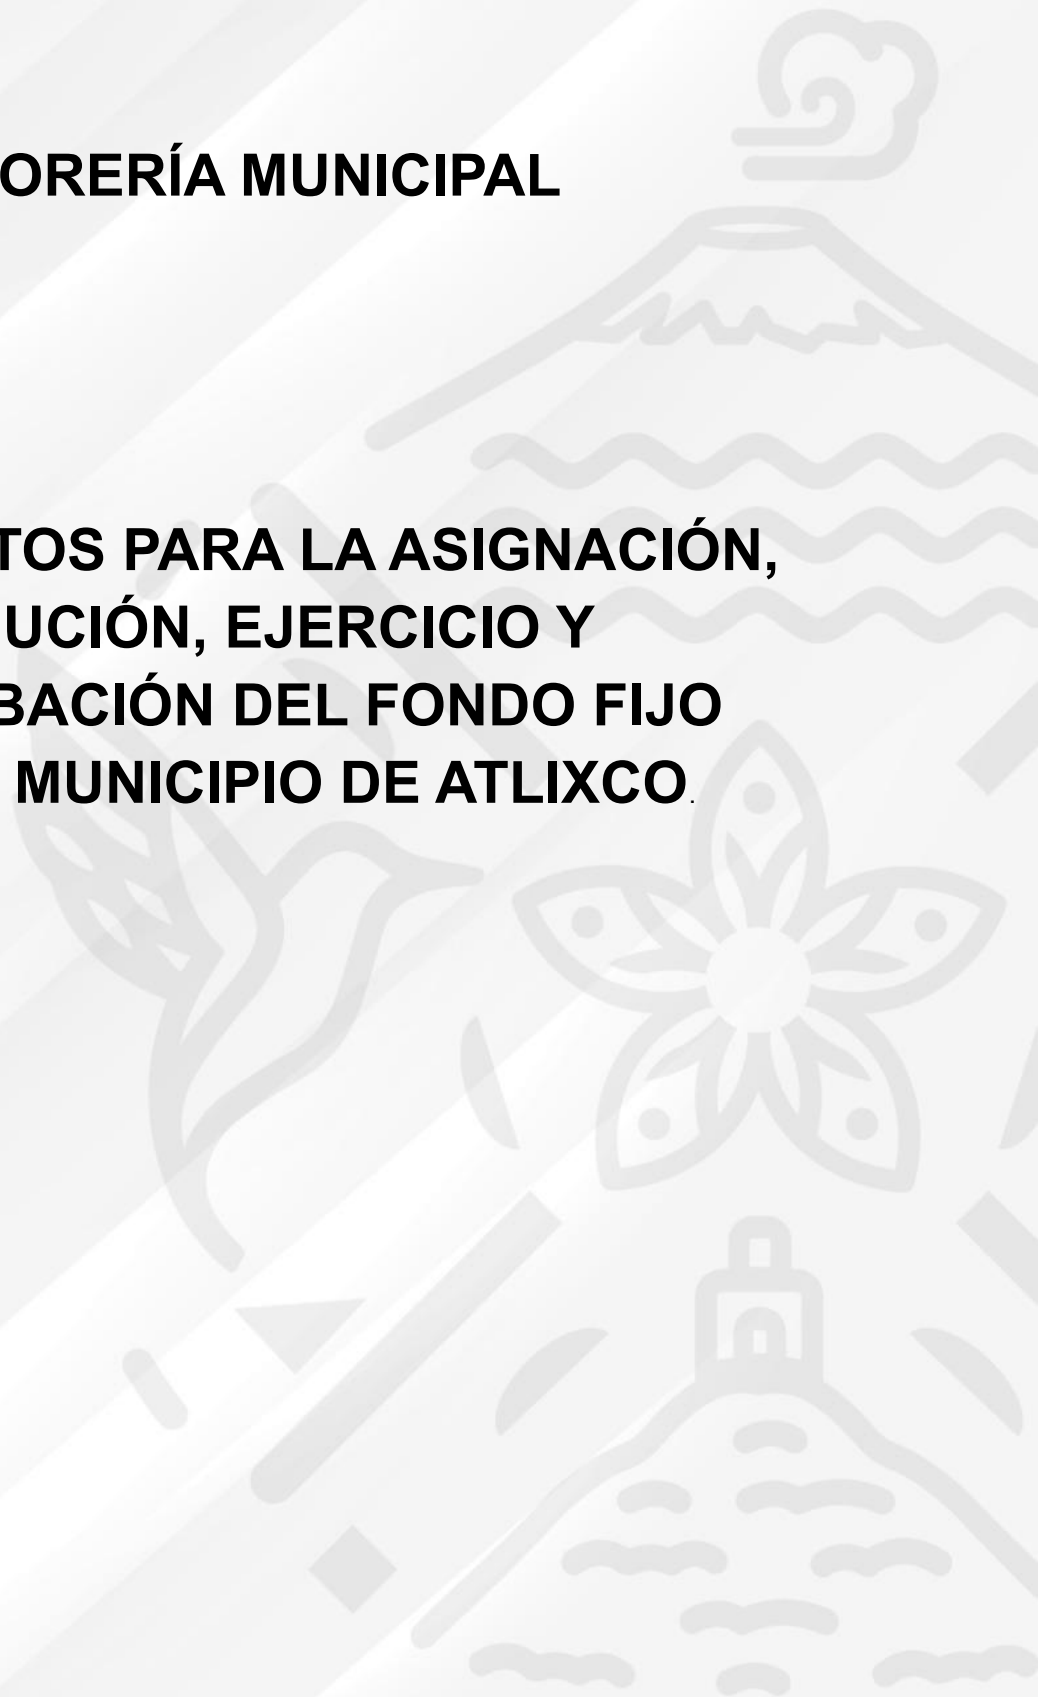 ORERÍA MUNICIPAL
TOS PARA LA ASIGNACIÓN,
UCIÓN, EJERCICIO Y
BACIÓN DEL FONDO FIJO
MUNICIPIO DE ATLIXCO.